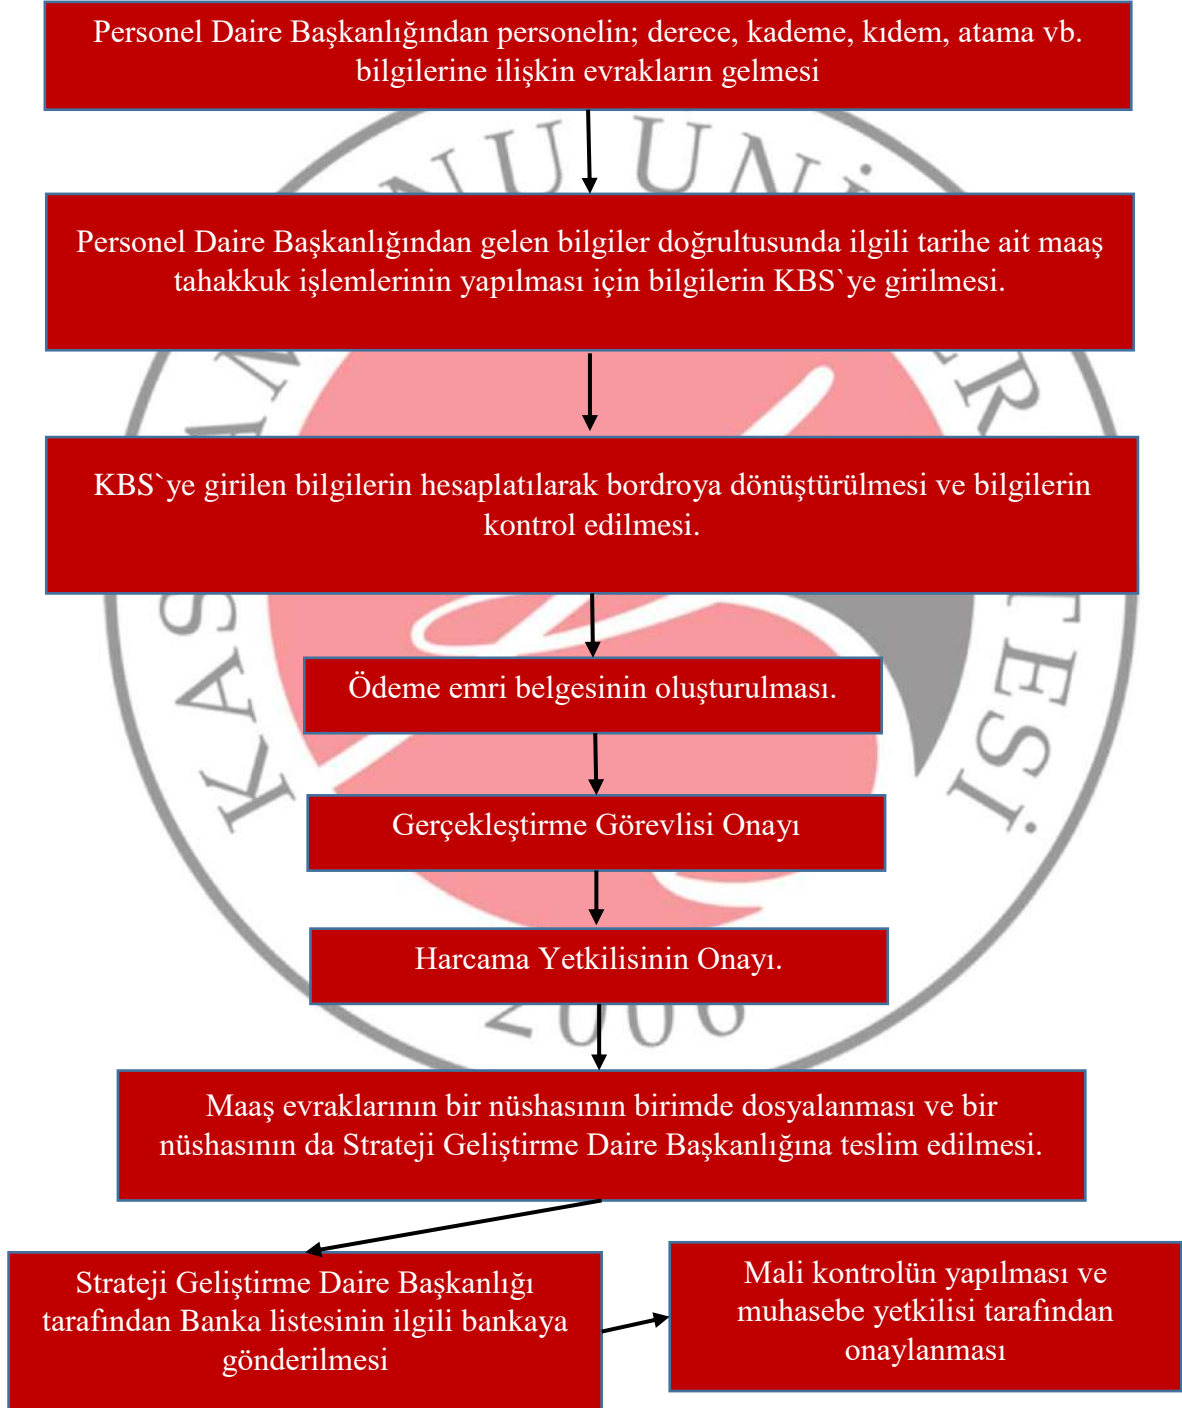 Personel Daire Başkanlığından personelin; derece, kademe, kıdem, atama vb.
bilgilerine ilişkin evrakların gelmesi
Personel Daire Başkanlığından gelen bilgiler doğrultusunda ilgili tarihe ait maaş
tahakkuk işlemlerinin yapılması için bilgilerin KBS`ye girilmesi.
KBS`ye girilen bilgilerin hesaplatılarak bordroya dönüştürülmesi ve bilgilerin
kontrol edilmesi.
Ödeme emri belgesinin oluşturulması.
Gerçekleştirme Görevlisi Onayı
Harcama Yetkilisinin Onayı.
2006
Maaş evraklarının bir nüshasının birimde dosyalanması ve bir
nüshasının da Strateji Geliştirme Daire Başkanlığına teslim edilmesi.
Strateji Geliştirme Daire Başkanlığı
tarafından Banka listesinin ilgili bankaya
gönderilmesi
Mali kontrolün yapılması ve
muhasebe yetkilisi tarafından
onaylanması